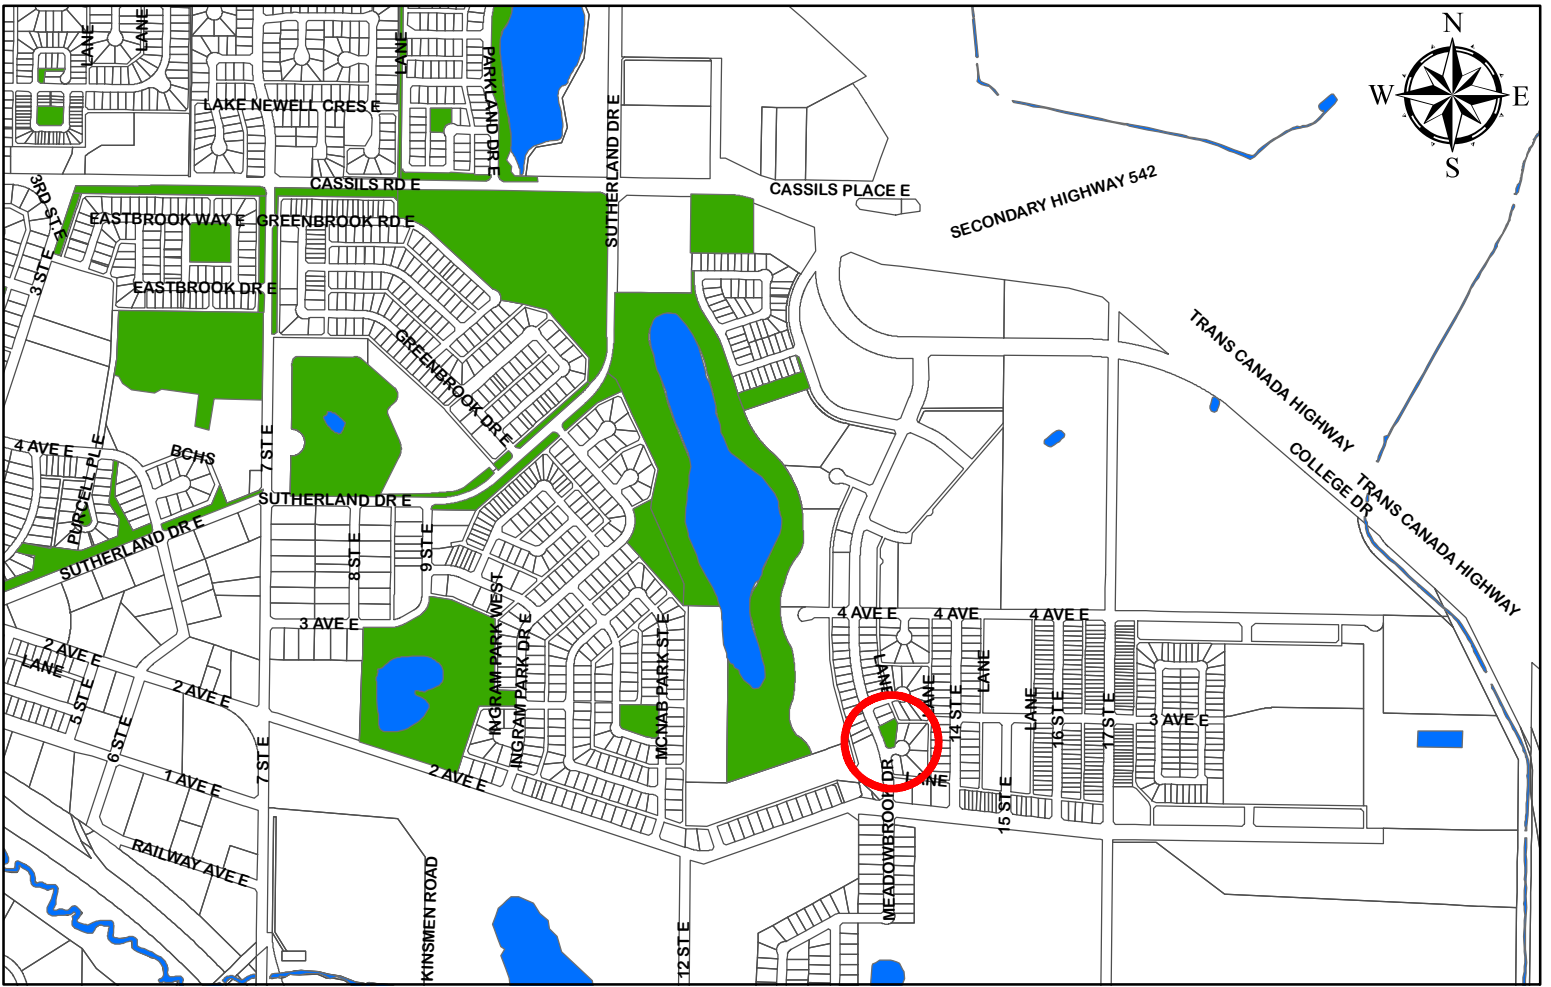 LANE
LANE
LANE
PARKLAND DR E
LAKE NEWELL CRES E
N
W
E
S
SUTHERLAND DR E
CASSILS RD E
CASSILS PLACE E
SECONDARY HIGHWAY 542
3RD ST. E
EASTBROOK WAY E
GREENBROOK RD E
3 ST E
EASTBROOK DR E
GREENBROOK DR E
TRANS CANADA HIGHWAY
4 AVE E
PURCELL PL E
BCHS
7 ST E
COLLEGE DR
TRANS CANADA HIGHWAY
SUTHERLAND DR E
SUTHERLAND DR E
8 ST E
9 ST E
3 AVE E
INGRAM PARK WEST
INGRAM PARK DR E
MCNAB PARK ST E
4 AVE E
4 AVE
4 AVE E
2 AVE E
LANE
5 ST E
2 AVE E
LANE
LANE
LANE
14 ST E
LANE
16 ST E
17 ST E
3 AVE E
6 ST E
7 ST E
1 AVE E
2 AVE E
LANE
MEADOWBROOK DR E
15 ST E
RAILWAY AVE E
KINSMEN ROAD
12 ST E